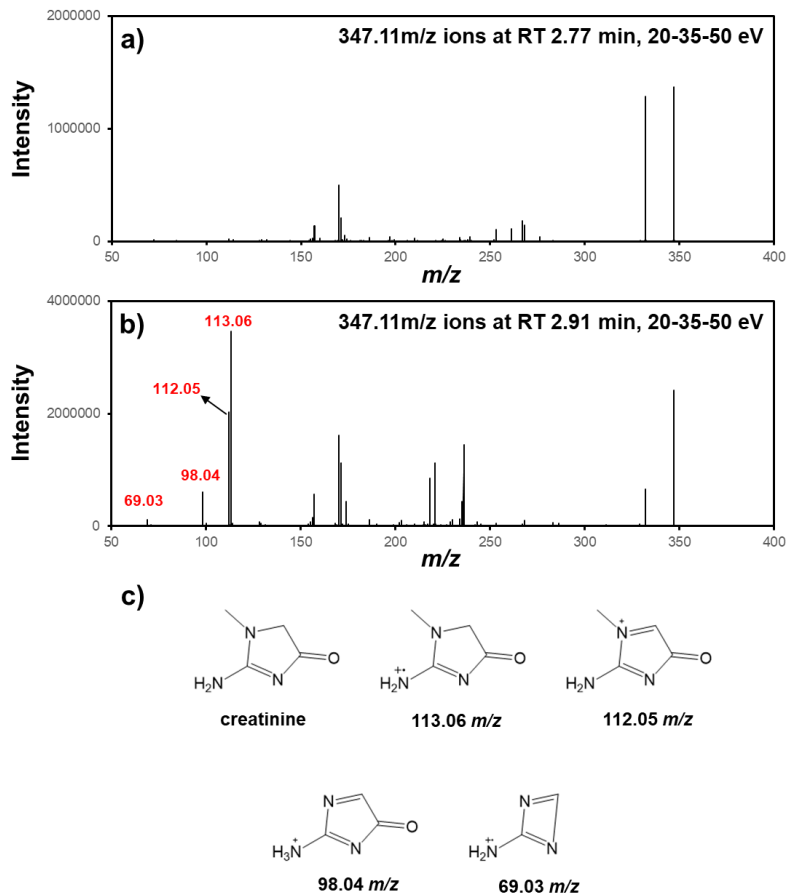 2000000
a)
347.11m/z ions at RT 2.77 min, 20-35-50 eV
Intensity
1000000
0
50 100 150 200 250 300 350 400
m/z
4000000
b)
347.11m/z ions at RT 2.91 min, 20-35-50 eV
113.06
Intensity
112.05
2000000
98.04
69.03
0
50 100 150 200 250 300 350 400
m/z
c)
N
O
H₂N
N
creatinine
N
O
+•
H₂N
N
113.06 m/z
+
N
O
H₂N
N
112.05 m/z
N
O
+
H₃N
N
98.04 m/z
N
+•
H₂N
N
69.03 m/z